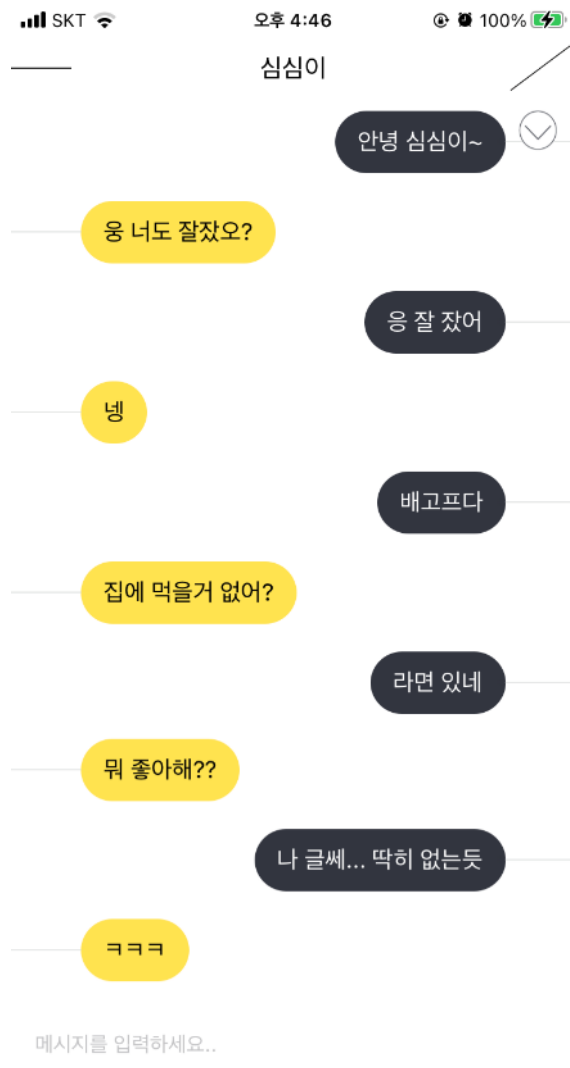 SKT 오후 4:46 100%
심심이
안녕 심심이~
웅 너도 잘잤오?
응 잘 잤어
넹
배고프다
집에 먹을거 없어?
라면 있네
뭐 좋아해??
나 글쎄... 딱히 없는듯
ㅋㅋㅋ
메시지를 입력하세요..